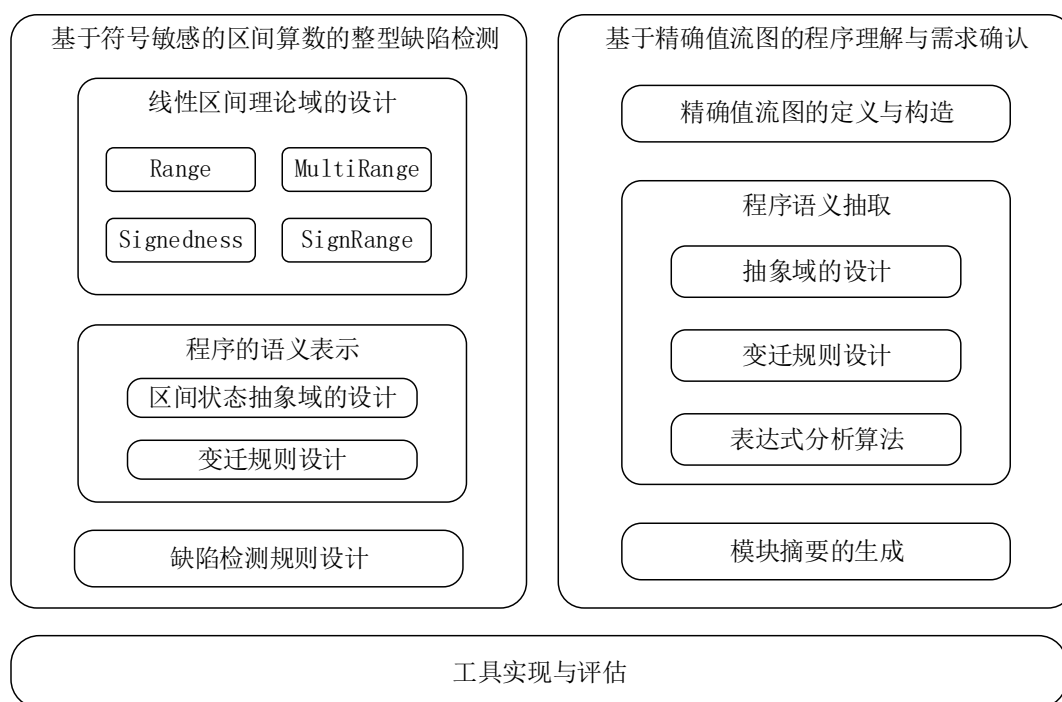 基于符号敏感的区间算数的整型缺陷检测
线性区间理论域的设计
Range
MultiRange
Signedness
SignRange
程序的语义表示
区间状态抽象域的设计
变迁规则设计
缺陷检测规则设计
基于精确值流图的程序理解与需求确认
精确值流图的定义与构造
程序语义抽取
抽象域的设计
变迁规则设计
表达式分析算法
模块摘要的生成
工具实现与评估